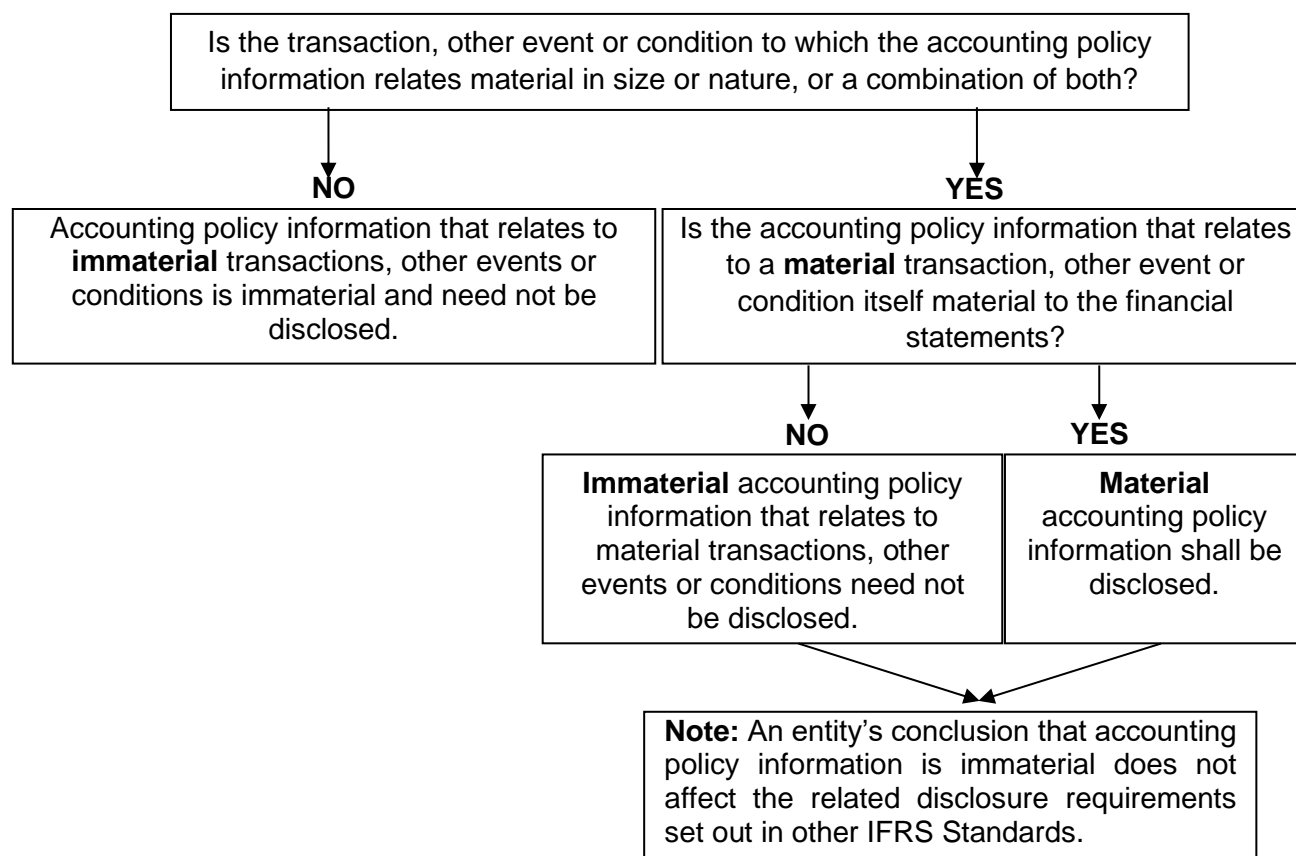 Is the transaction, other event or condition to which the accounting policy
information relates material in size or nature, or a combination of both?
NO
YES
Accounting policy information that relates to
immaterial transactions, other events or
conditions is immaterial and need not be
disclosed.
Is the accounting policy information that relates
to a material transaction, other event or
condition itself material to the financial
statements?
NO
YES
Immaterial accounting policy
information that relates to
material transactions, other
events or conditions need not
be disclosed.
Material
accounting policy
information shall be
disclosed.
Note: An entity’s conclusion that accounting
policy information is immaterial does not
affect the related disclosure requirements
set out in other IFRS Standards.